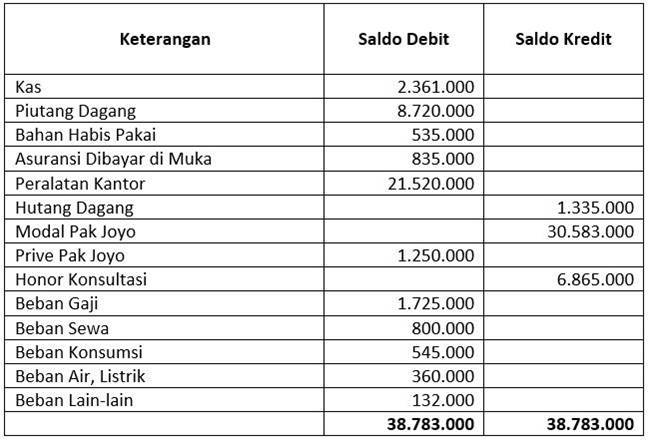 Keterangan Saldo Debit Saldo Kredit
Kas 2.361.000
Piutang Dagang 8.720.000
Bahan Habis Pakai 535.000
Asuransi Dibayar di Muka 835.000
Peralatan Kantor 21.520.000
Hutang Dagang 1.335.000
Modal Pak Joyo 30.583.000
Prive Pak Joyo 1.250.000
Honor Konsultasi 6.865.000
Beban Gaji 1.725.000
Beban Sewa 800.000
Beban Konsumsi 545.000
Beban Air, Listrik 360.000
Beban Lain-lain 132.000
38.783.000 38.783.000